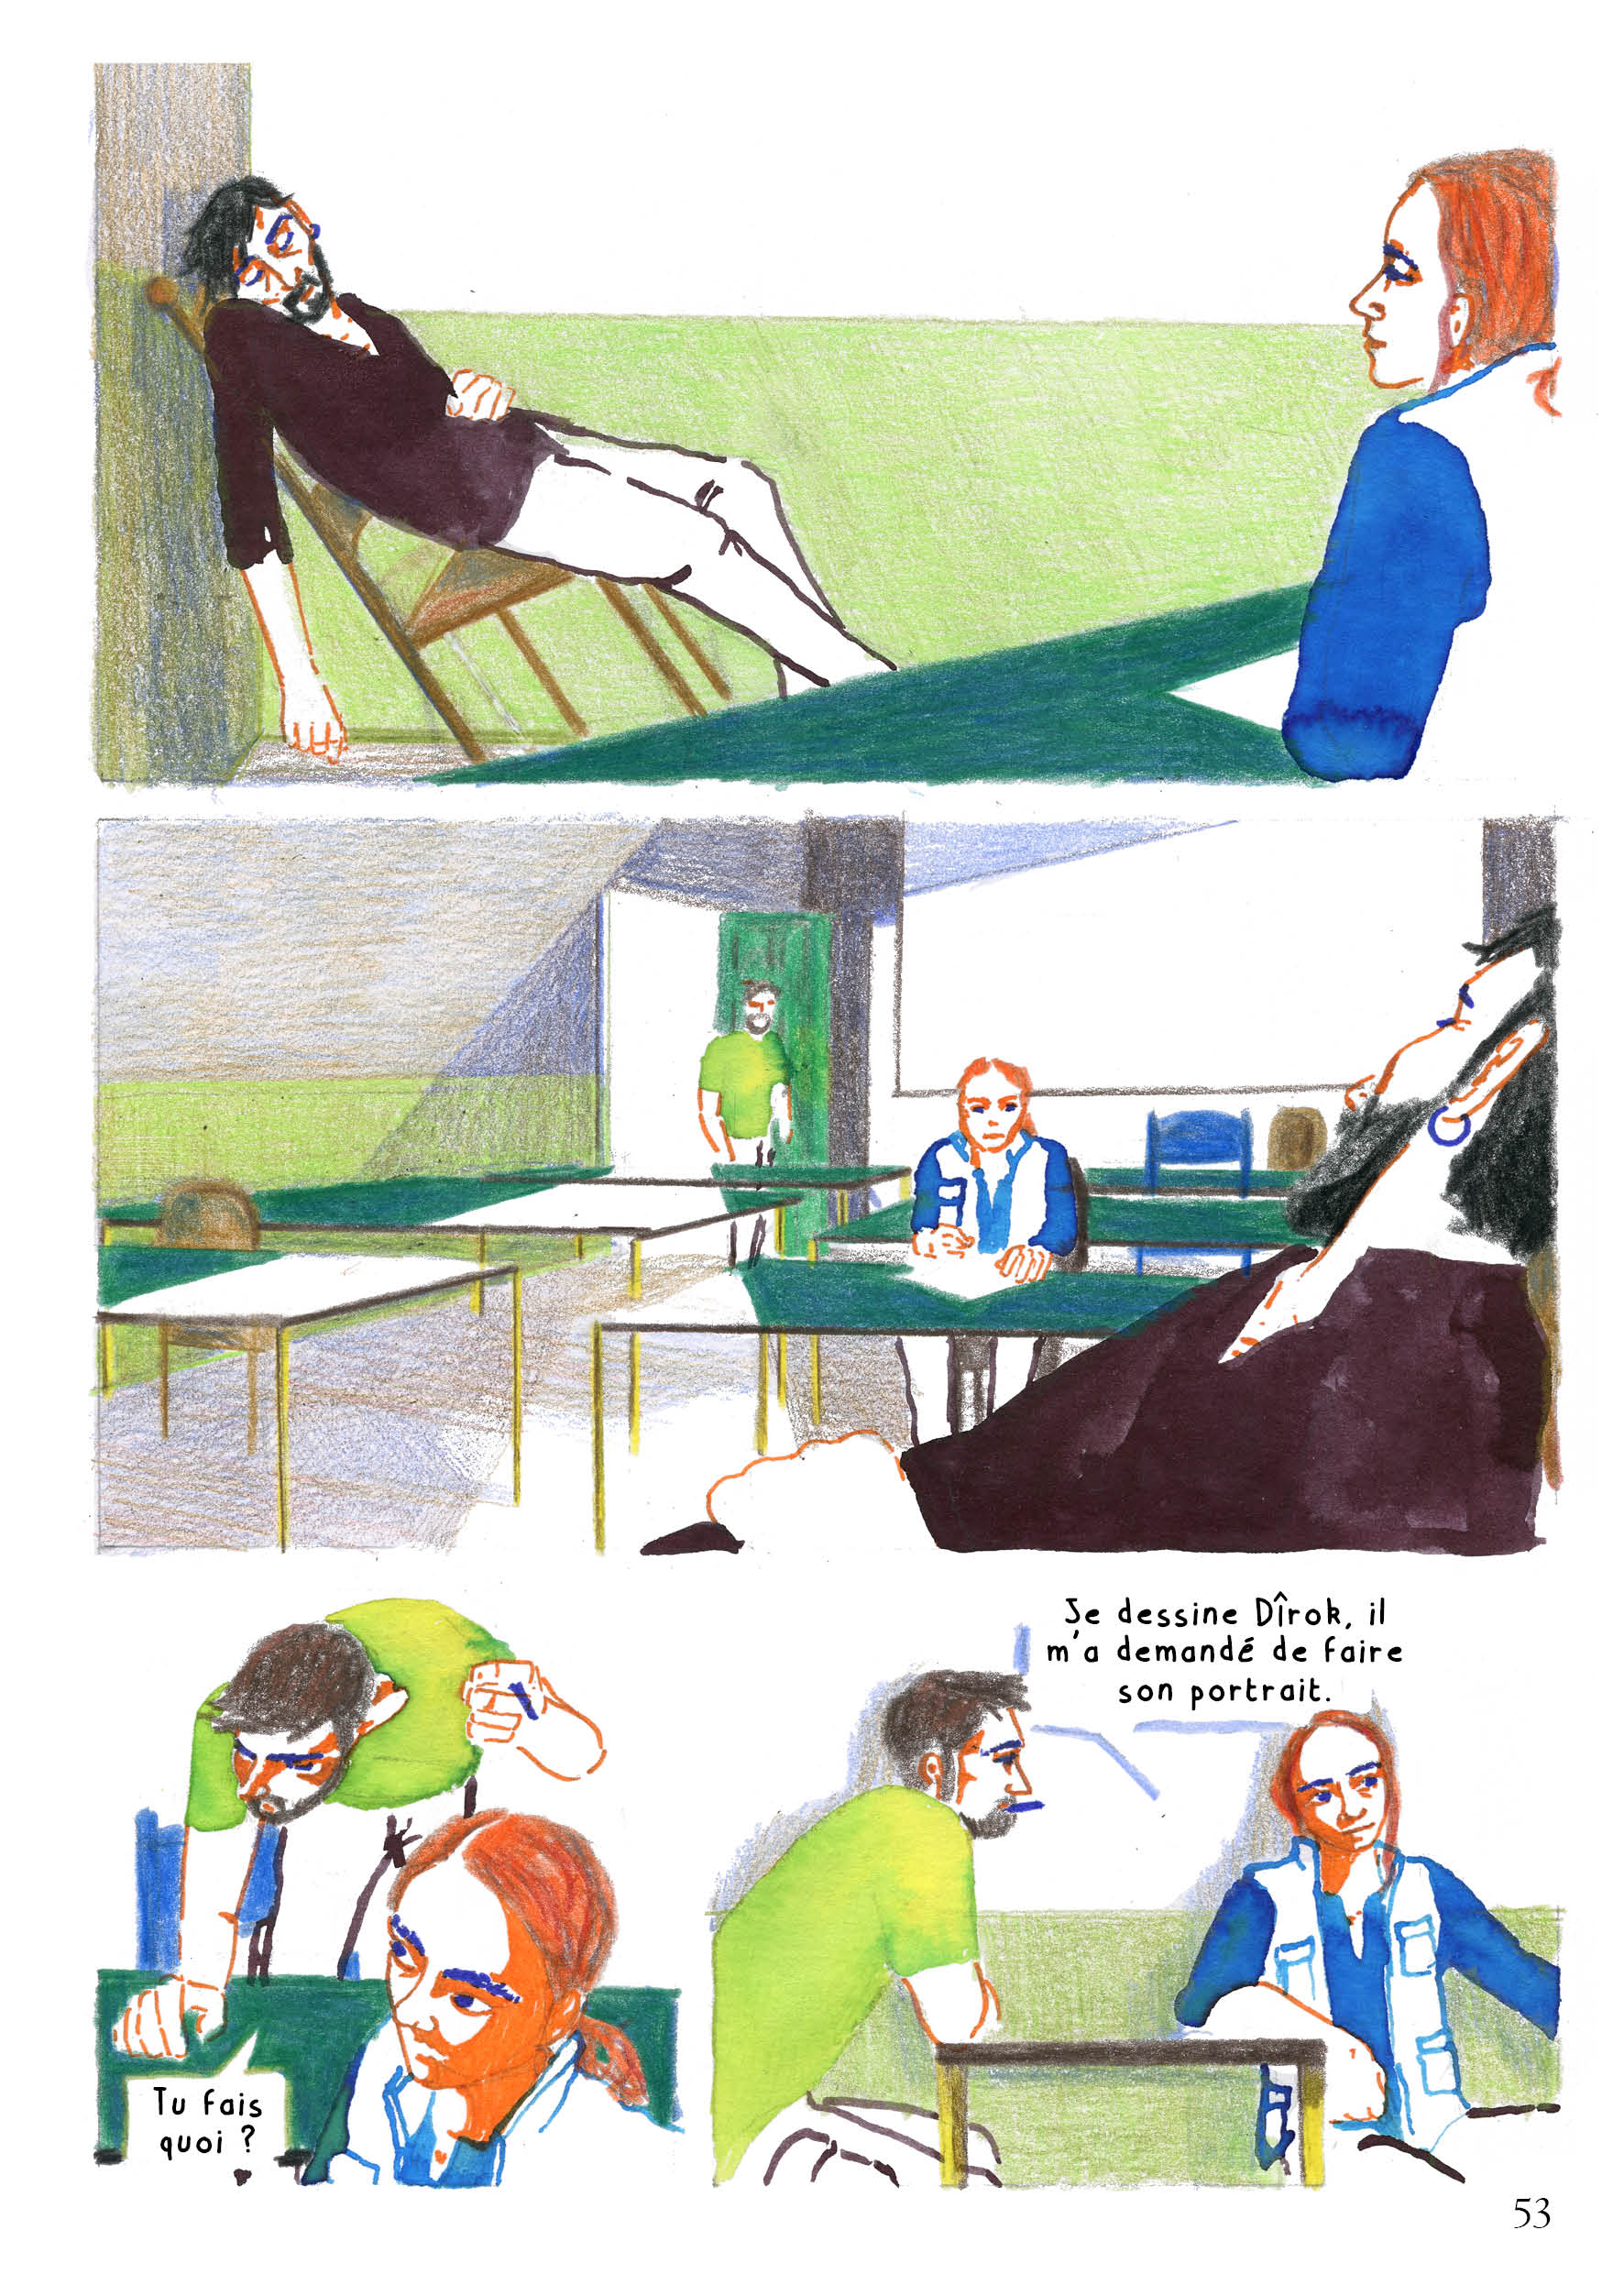 Je dessine Dîrok, il
m'a demandé de faire
son portrait.
Tu fais
quoi ?
53